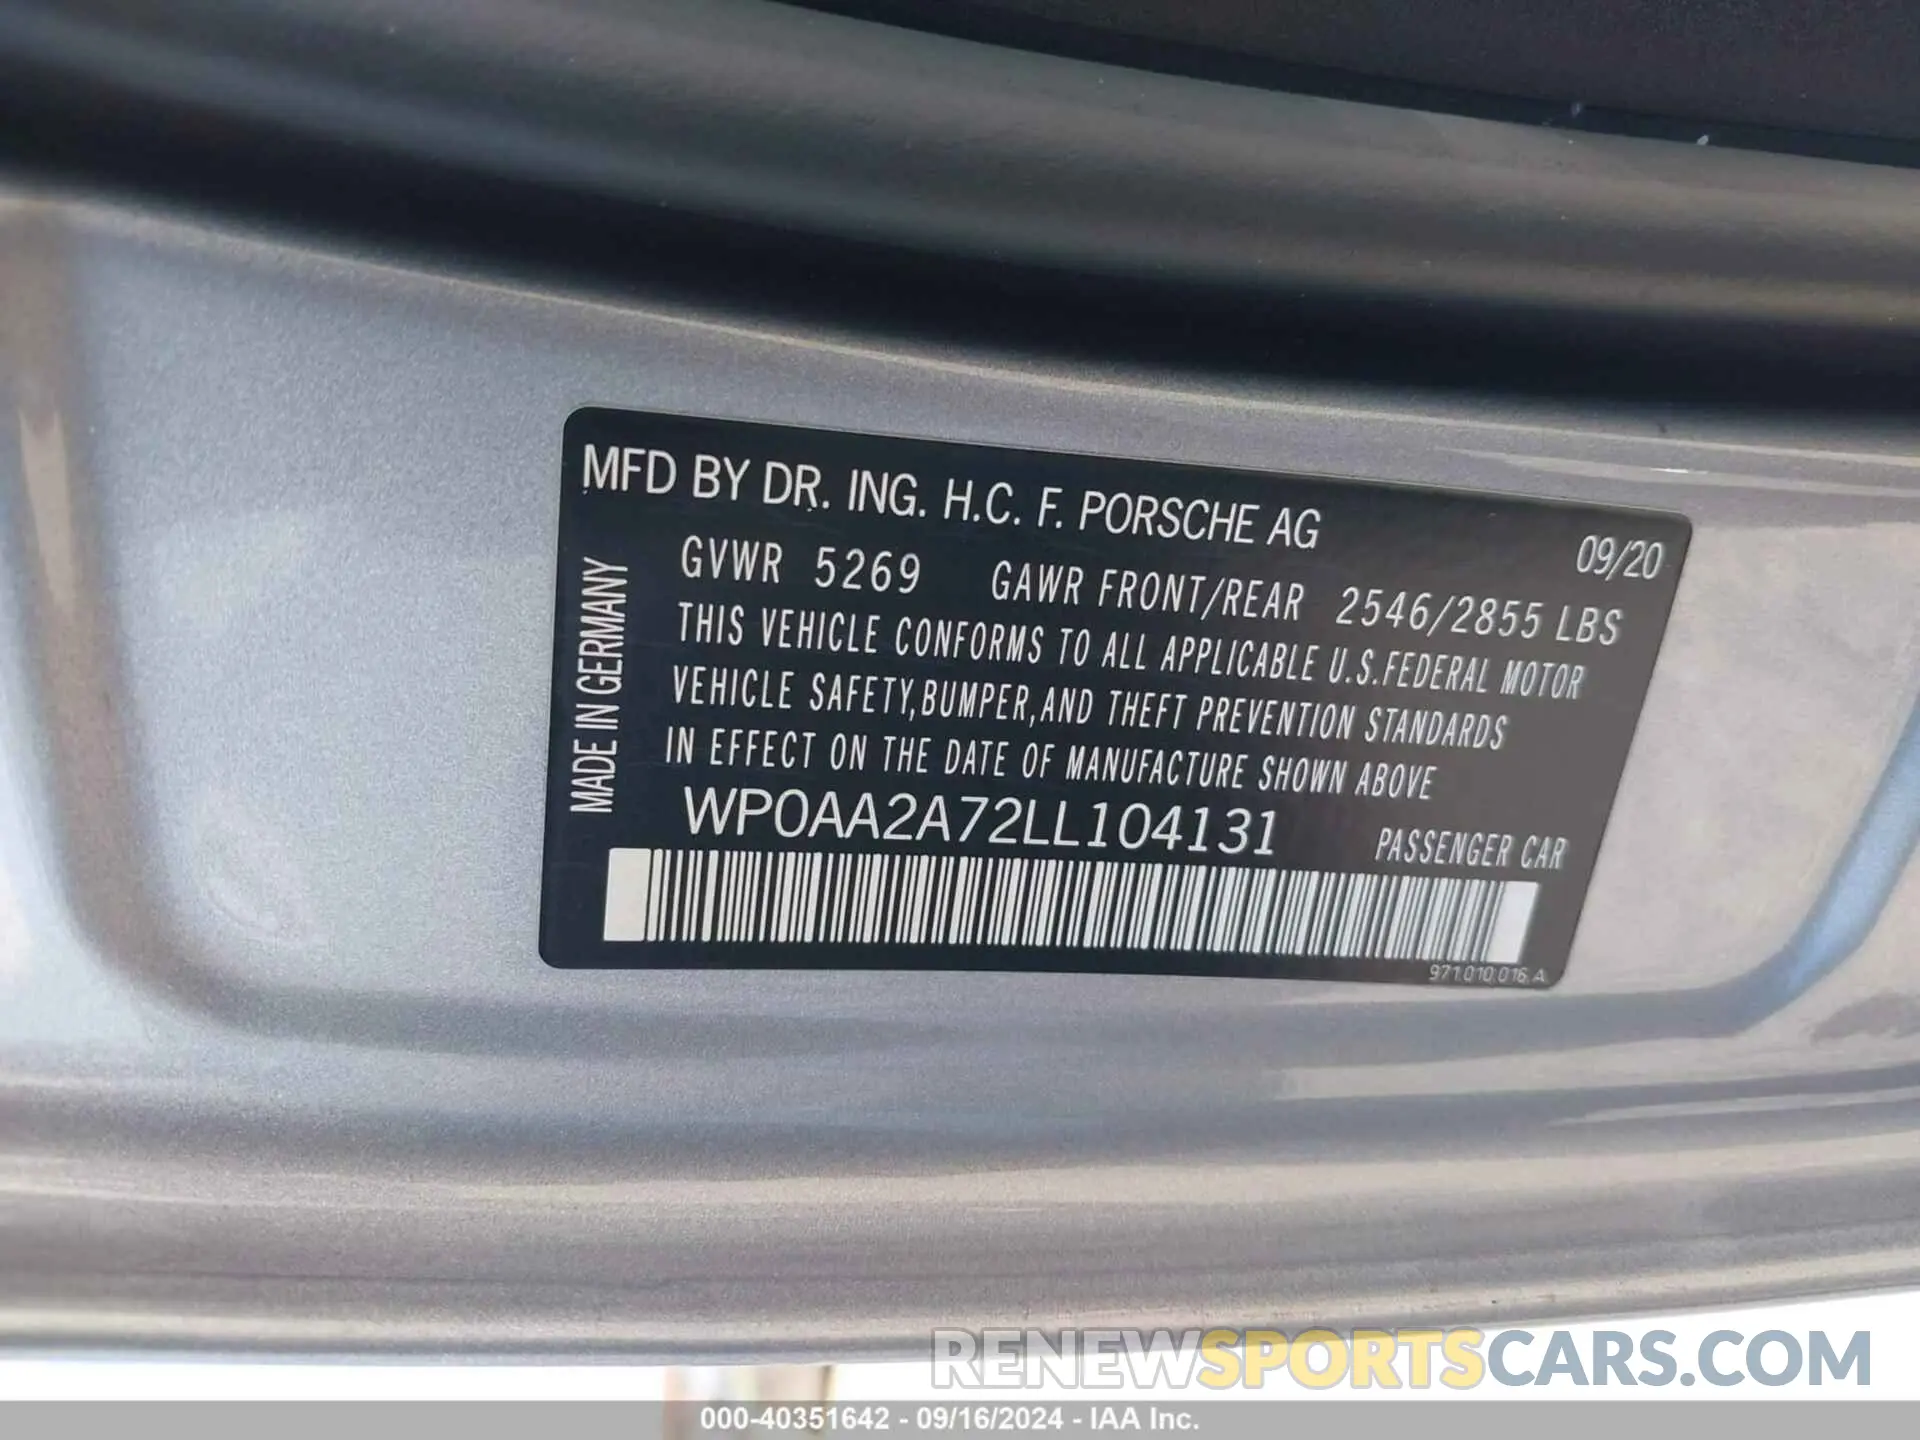 MFD BY DR. ING. H.C. F. PORSCHE AG
09/20
GVWR 5269 GAWR FRONT/REAR 2546/2855 LBS
THIS VEHICLE CONFORMS TO ALL APPLICABLE U.S.FEDERAL MOTOR
VEHICLE SAFETY,BUMPER,AND THEFT PREVENTION STANDARDS
IN EFFECT ON THE DATE OF MANUFACTURE SHOWN ABOVE
MADE IN GERMANY
WP0AA2A72LL104131
PASSENGER CAR
971.010.016.A
RENEWSPORTSCARS.COM
000-40351642 - 09/16/2024 - IAA Inc.